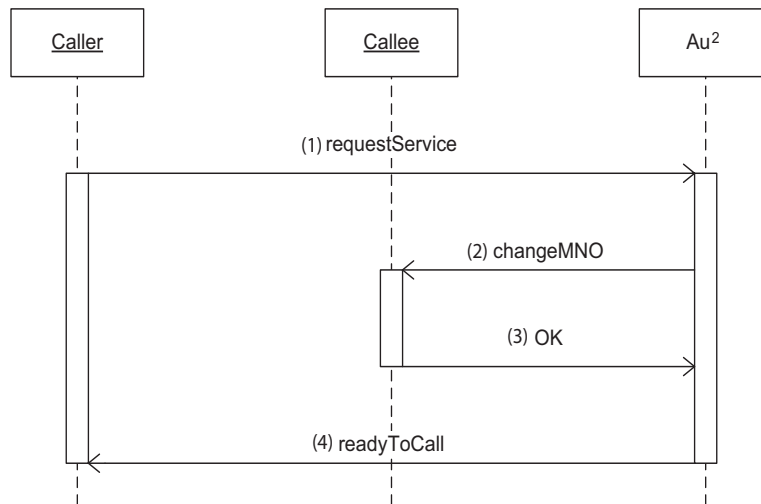 Caller
Callee
Au²
(1) requestService
(2) changeMNO
(3) OK
(4) readyToCall